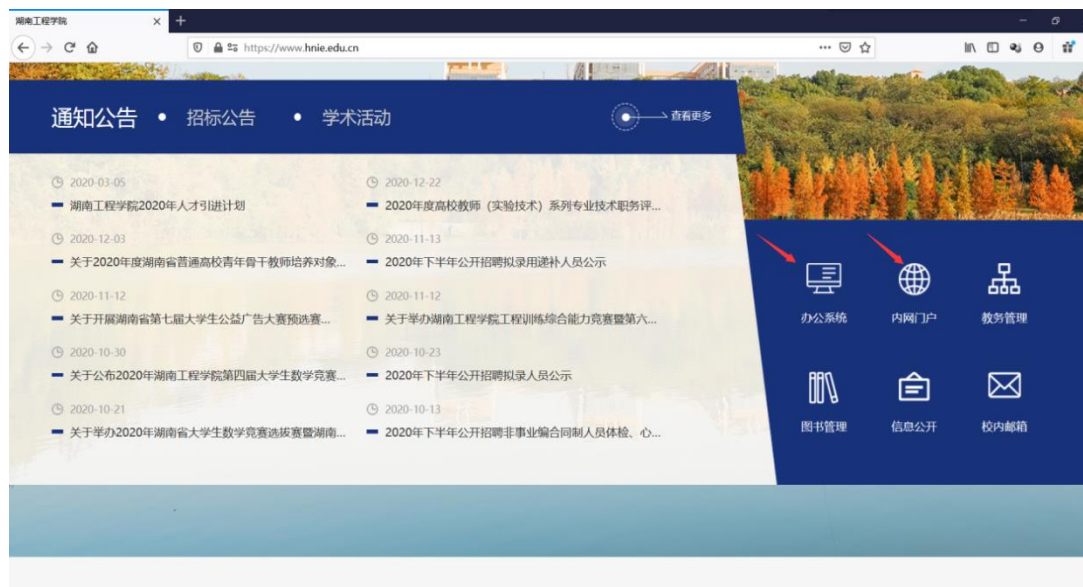 湖南工程学院
https://www.hnie.edu.cn
通知公告 • 招标公告 • 学术活动
查看更多
2020-03-05
湖南工程学院2020年人才引进计划
2020-12-22
2020年度高校教师（实验技术）系列专业技术职务评...
2020-12-03
关于2020年度湖南省普通高校青年骨干教师培养对象...
2020-11-13
2020年下半年公开招聘拟录用递补人员公示
2020-11-12
关于开展湖南省第七届大学生公益广告大赛预选赛...
2020-11-12
关于举办湖南工程学院工程训练综合能力竞赛暨第六...
2020-10-30
关于公布2020年湖南工程学院第四届大学生数学竞赛...
2020-10-23
2020年下半年公开招聘拟录人员公示
2020-10-21
关于举办2020年湖南省大学生数学竞赛选拔赛暨湖南...
2020-10-13
2020年下半年公开招聘非事业编合同制人员体检、心...
办公系统
内网门户
教务管理
图书管理
信息公开
校内邮箱